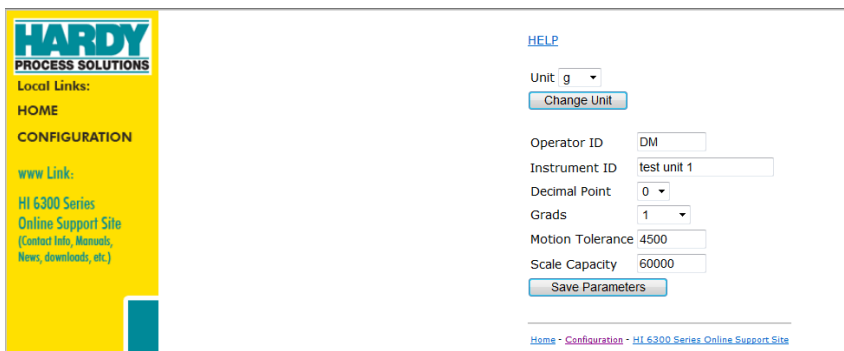 HARDY
PROCESS SOLUTIONS
Local Links:
HOME
CONFIGURATION
www Link:
HI 6300 Series
Online Support Site
(Contact Info, Manuals,
News, downloads, etc.)
HELP
Unit g
Change Unit
Operator ID DM
Instrument ID test unit 1
Decimal Point 0
Grads 1
Motion Tolerance 4500
Scale Capacity 60000
Save Parameters
Home - Configuration - HI 6300 Series Online Support Site